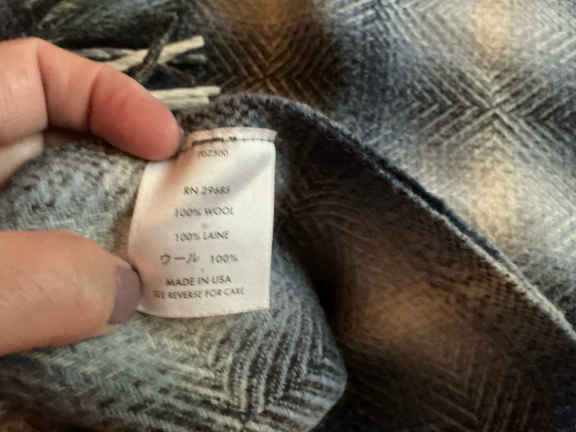 RN 29685
100% WOOL
100% LAINE
ウール 100%
MADE IN USA
SEE REVERSE FOR CARE